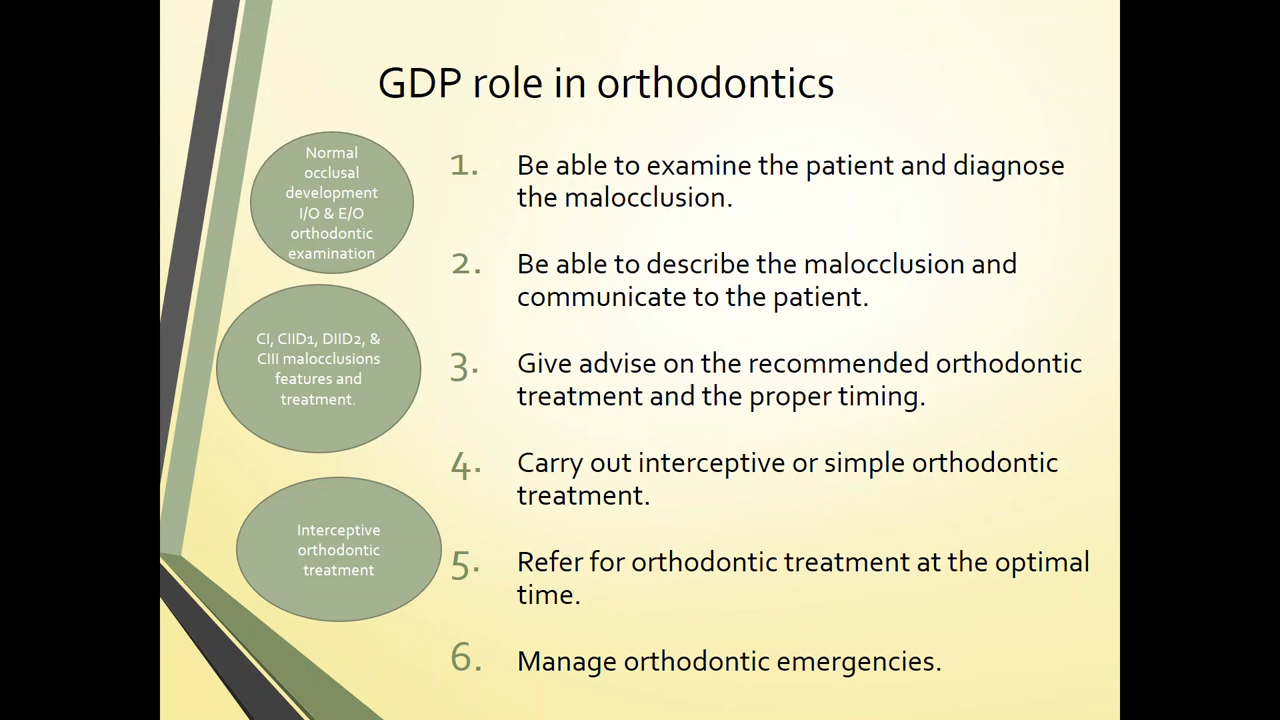 GDP role in orthodontics
Normal
occlusal
development
I/O & E/O
orthodontic
examination
CI, CIID1, DIID2, &
CIII malocclusions
features and
treatment.
Interceptive
orthodontic
treatment
1. Be able to examine the patient and diagnose
the malocclusion.
2. Be able to describe the malocclusion and
communicate to the patient.
3. Give advise on the recommended orthodontic
treatment and the proper timing.
4. Carry out interceptive or simple orthodontic
treatment.
5. Refer for orthodontic treatment at the optimal
time.
6. Manage orthodontic emergencies.